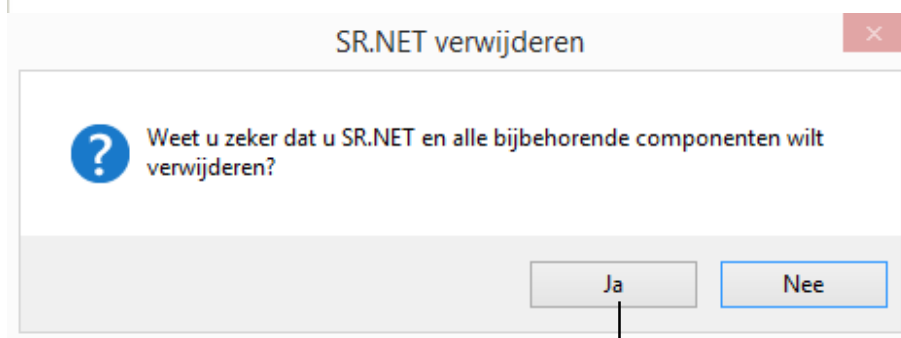 SR.NET verwijderen
Weet u zeker dat u SR.NET en alle bijbehorende componenten wilt
verwijderen?
Ja
Nee